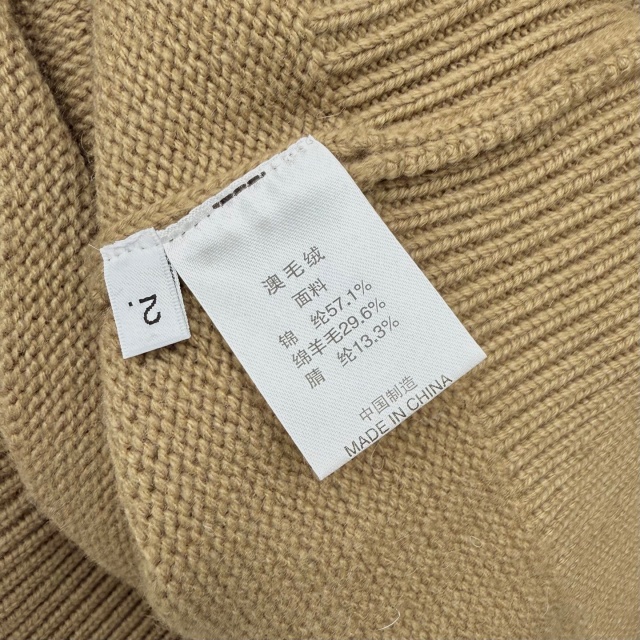 2.
澳毛绒
面料
锦 纶57.1%
绵羊毛29.6%
腈 纶13.3%
中国制造
MADE IN CHINA